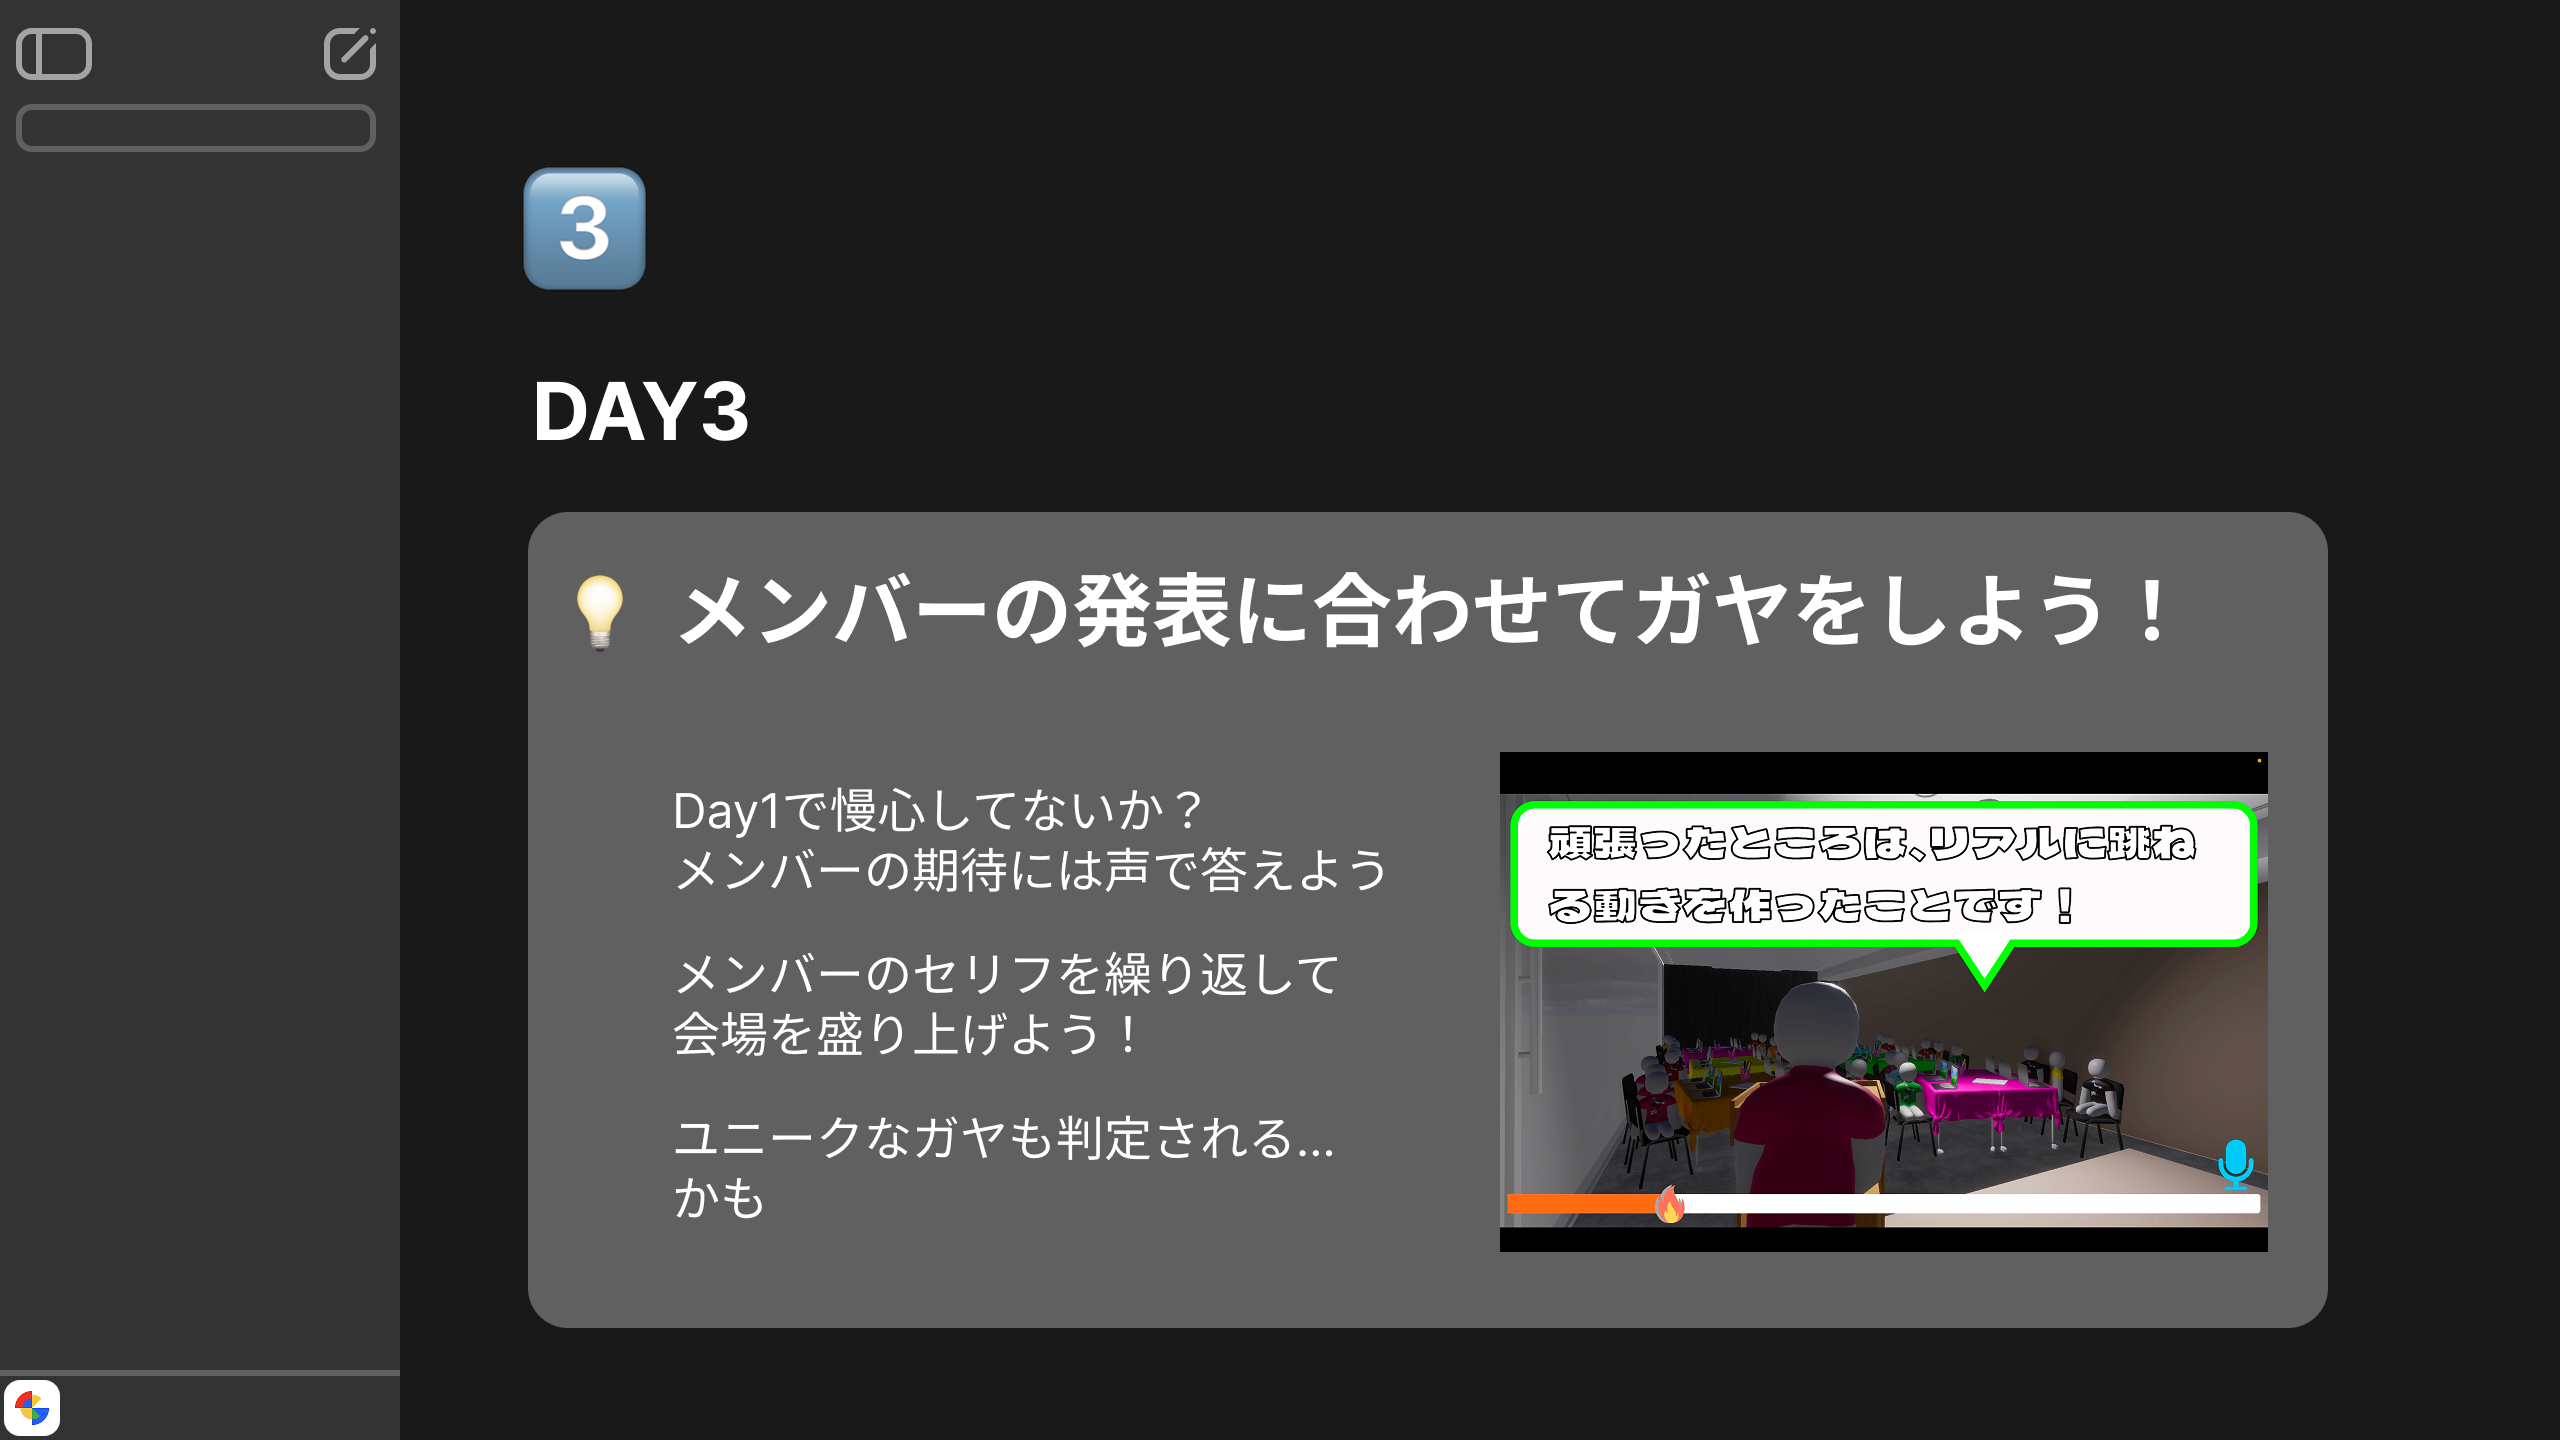 3
DAY3
メンバーの発表に合わせてガヤをしよう！
Day1で慢心してないか？
メンバーの期待には声で答えよう
メンバーのセリフを繰り返して
会場を盛り上げよう！
ユニークなガヤも判定される...
かも
頑張ったところは、リアルに跳ね
る動きを作ったことです！